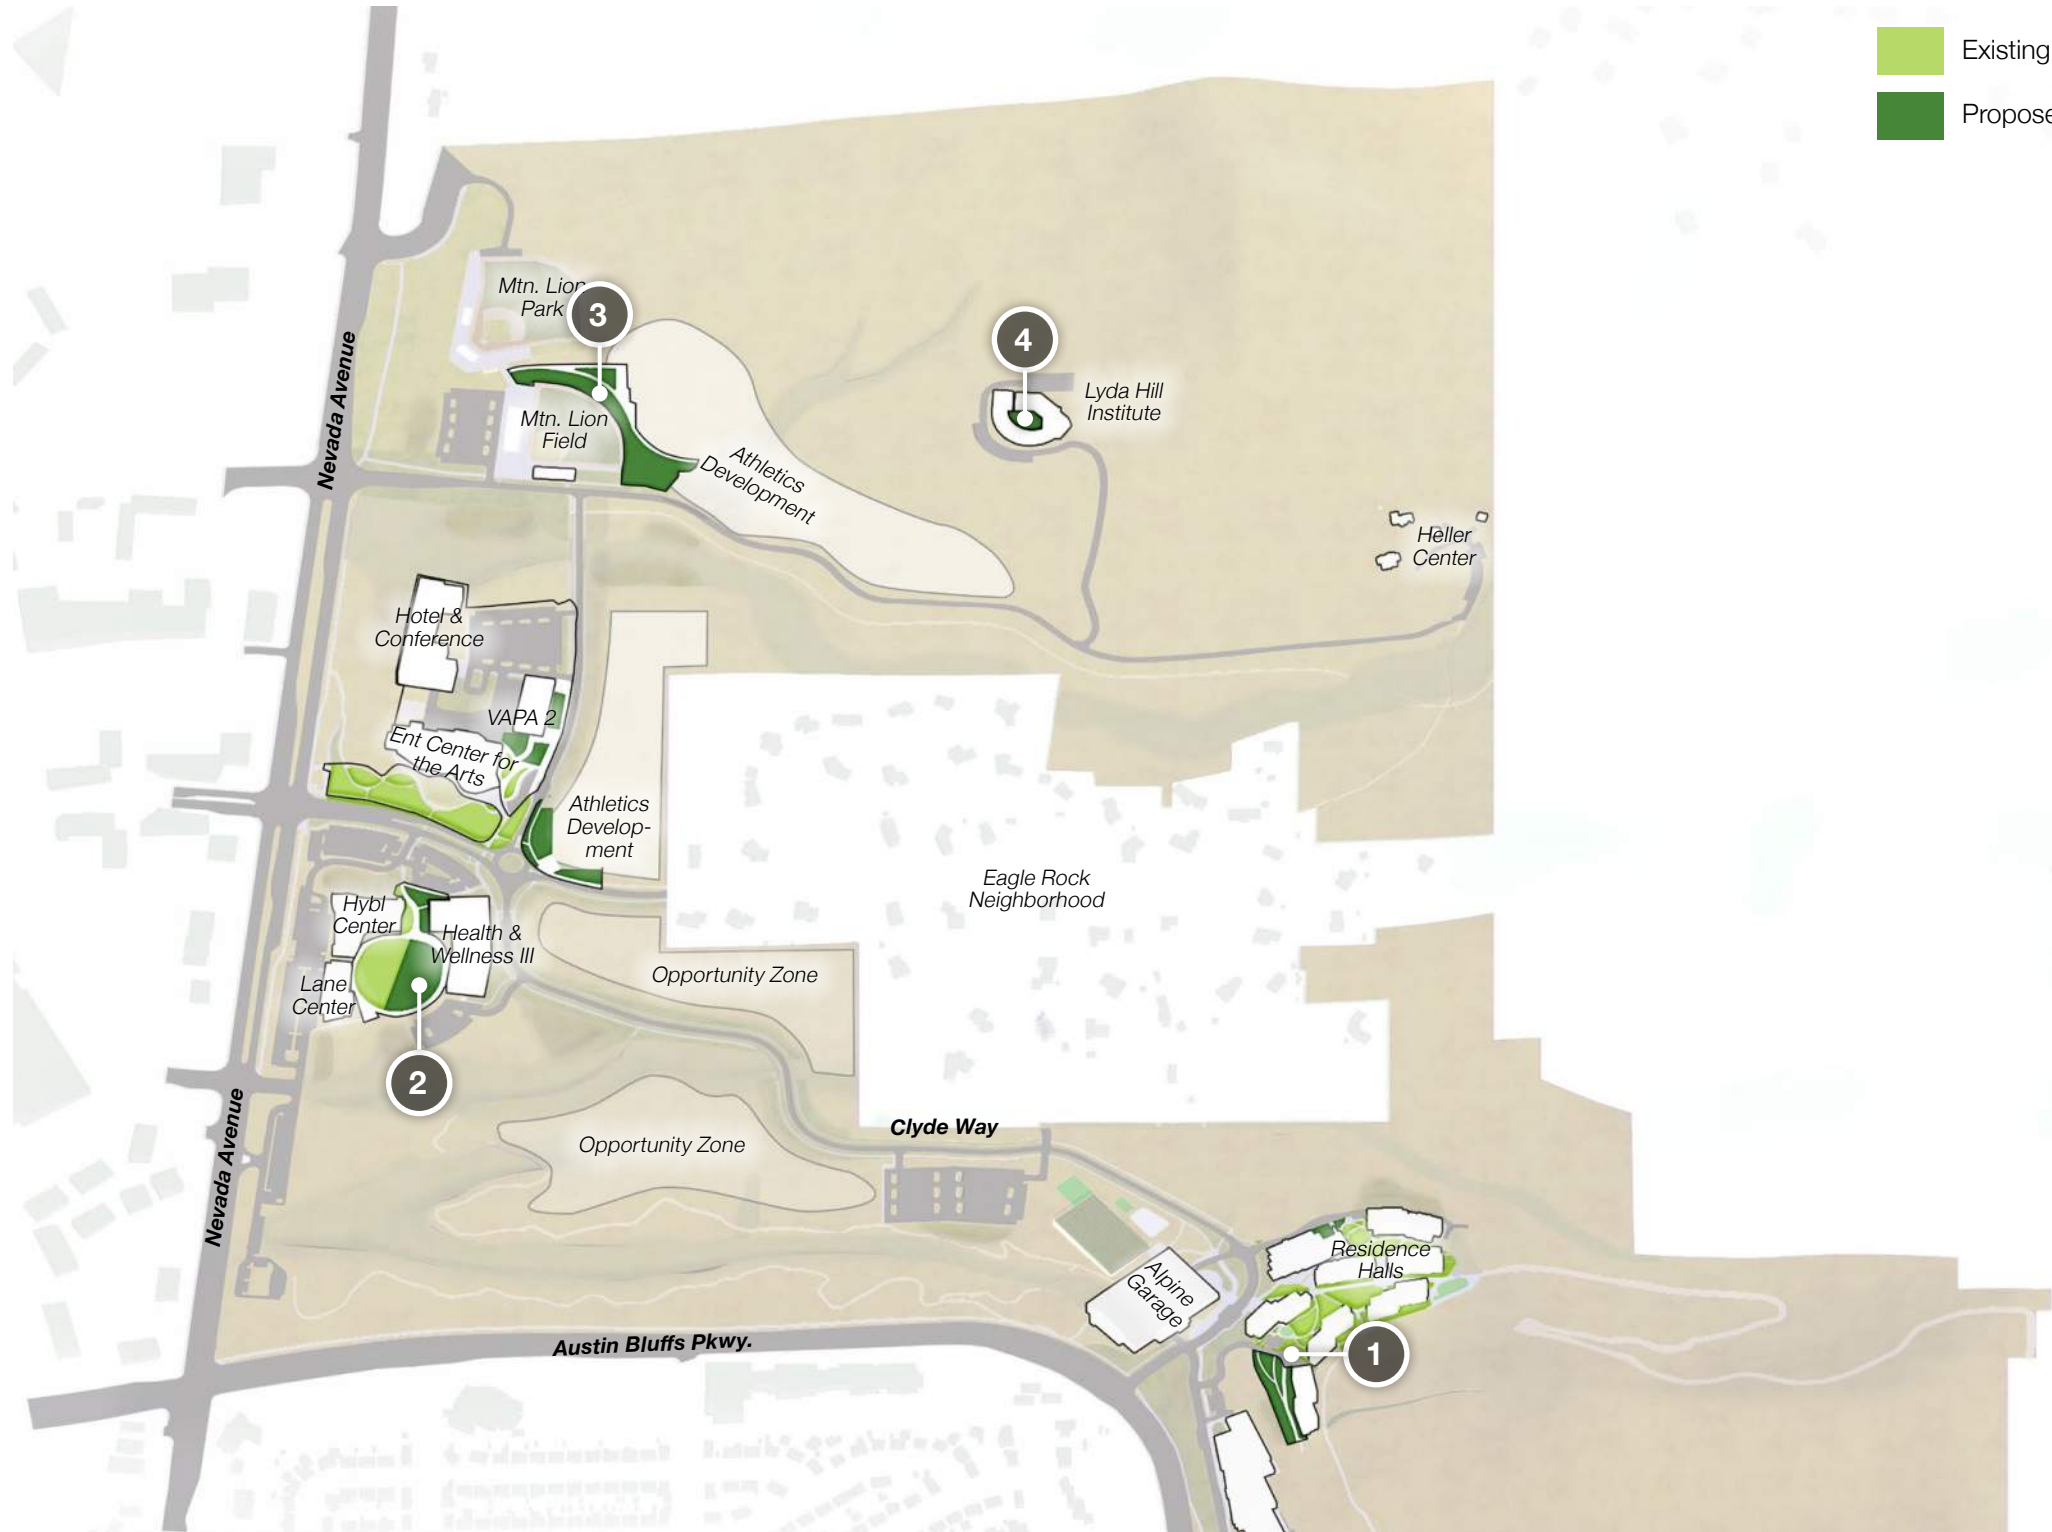 Existing
Propose
Mtn. Lion
Park
3
4
Lyda Hill
Institute
Nevada Avenue
Mtn. Lion
Field
Athletics
Development
Heller
Center
Hotel &
Conference
VAPA 2
Ent Center for
the Arts
Athletics
Develop-
ment
Eagle Rock
Neighborhood
Hybl
Center
Health &
Wellness III
Opportunity Zone
Lane
Center
2
Nevada Avenue
Opportunity Zone
Clyde Way
Residence
Halls
Alpine
Garage
Austin Bluffs Pkwy.
1